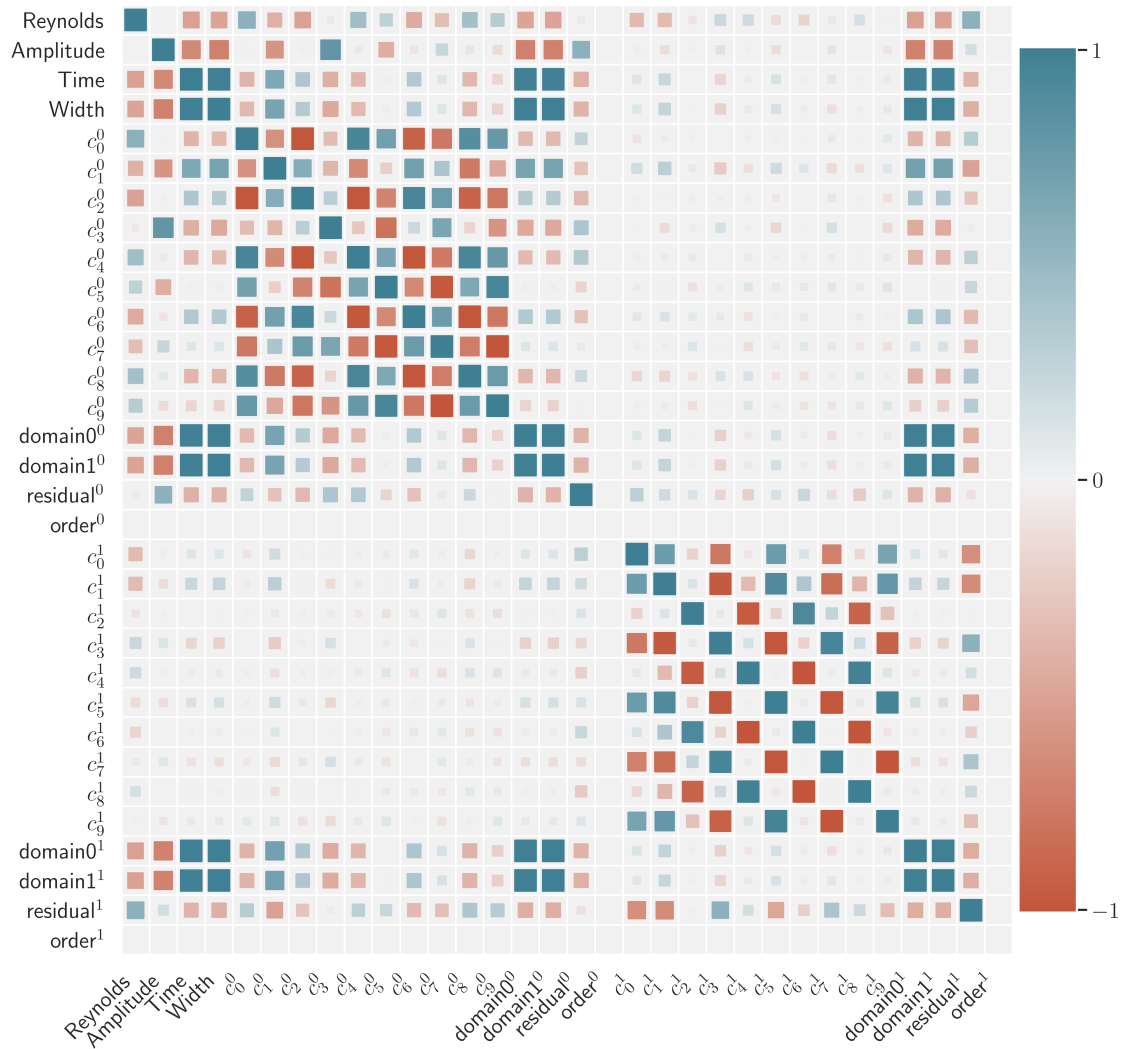 Reynolds
Amplitude
Time
Width
c_0^0
c_1^0
c_2^0
c_3^0
c_4^0
c_5^0
c_6^0
c_7^0
c_8^0
c_9^0
domain0^0
domain1^0
residual^0
order^0
c_0^1
c_1^1
c_2^1
c_3^1
c_4^1
c_5^1
c_6^1
c_7^1
c_8^1
c_9^1
domain0^1
domain1^1
residual^1
order^1
Reynolds
Amplitude
Time
Width
c_0^0
c_1^0
c_2^0
c_3^0
c_4^0
c_5^0
c_6^0
c_7^0
c_8^0
c_9^0
domain0^0
domain1^0
residual^0
order^0
c_0^1
c_1^1
c_2^1
c_3^1
c_4^1
c_5^1
c_6^1
c_7^1
c_8^1
c_9^1
domain0^1
domain1^1
residual^1
order^1
1
0
−1